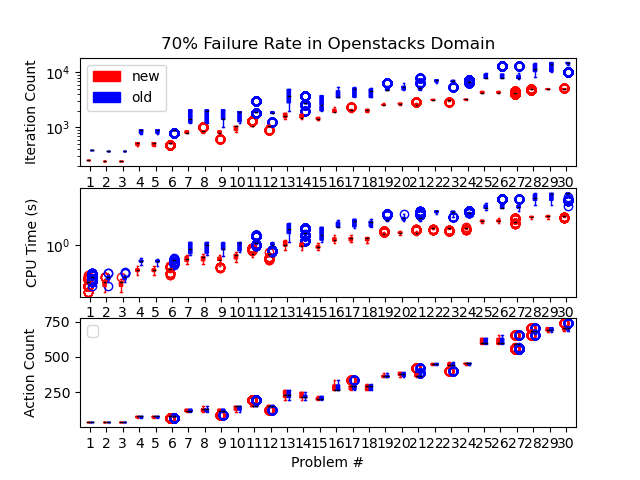 70% Failure Rate in Openstacks Domain
Iteration Count
10^4
10^3
new
old
1 2 3 4 5 6 7 8 9 10 11 12 13 14 15 16 17 18 19 20 21 22 23 24 25 26 27 28 29 30
CPU Time (s)
10^0
1 2 3 4 5 6 7 8 9 10 11 12 13 14 15 16 17 18 19 20 21 22 23 24 25 26 27 28 29 30
Action Count
750
500
250
1 2 3 4 5 6 7 8 9 10 11 12 13 14 15 16 17 18 19 20 21 22 23 24 25 26 27 28 29 30
Problem #